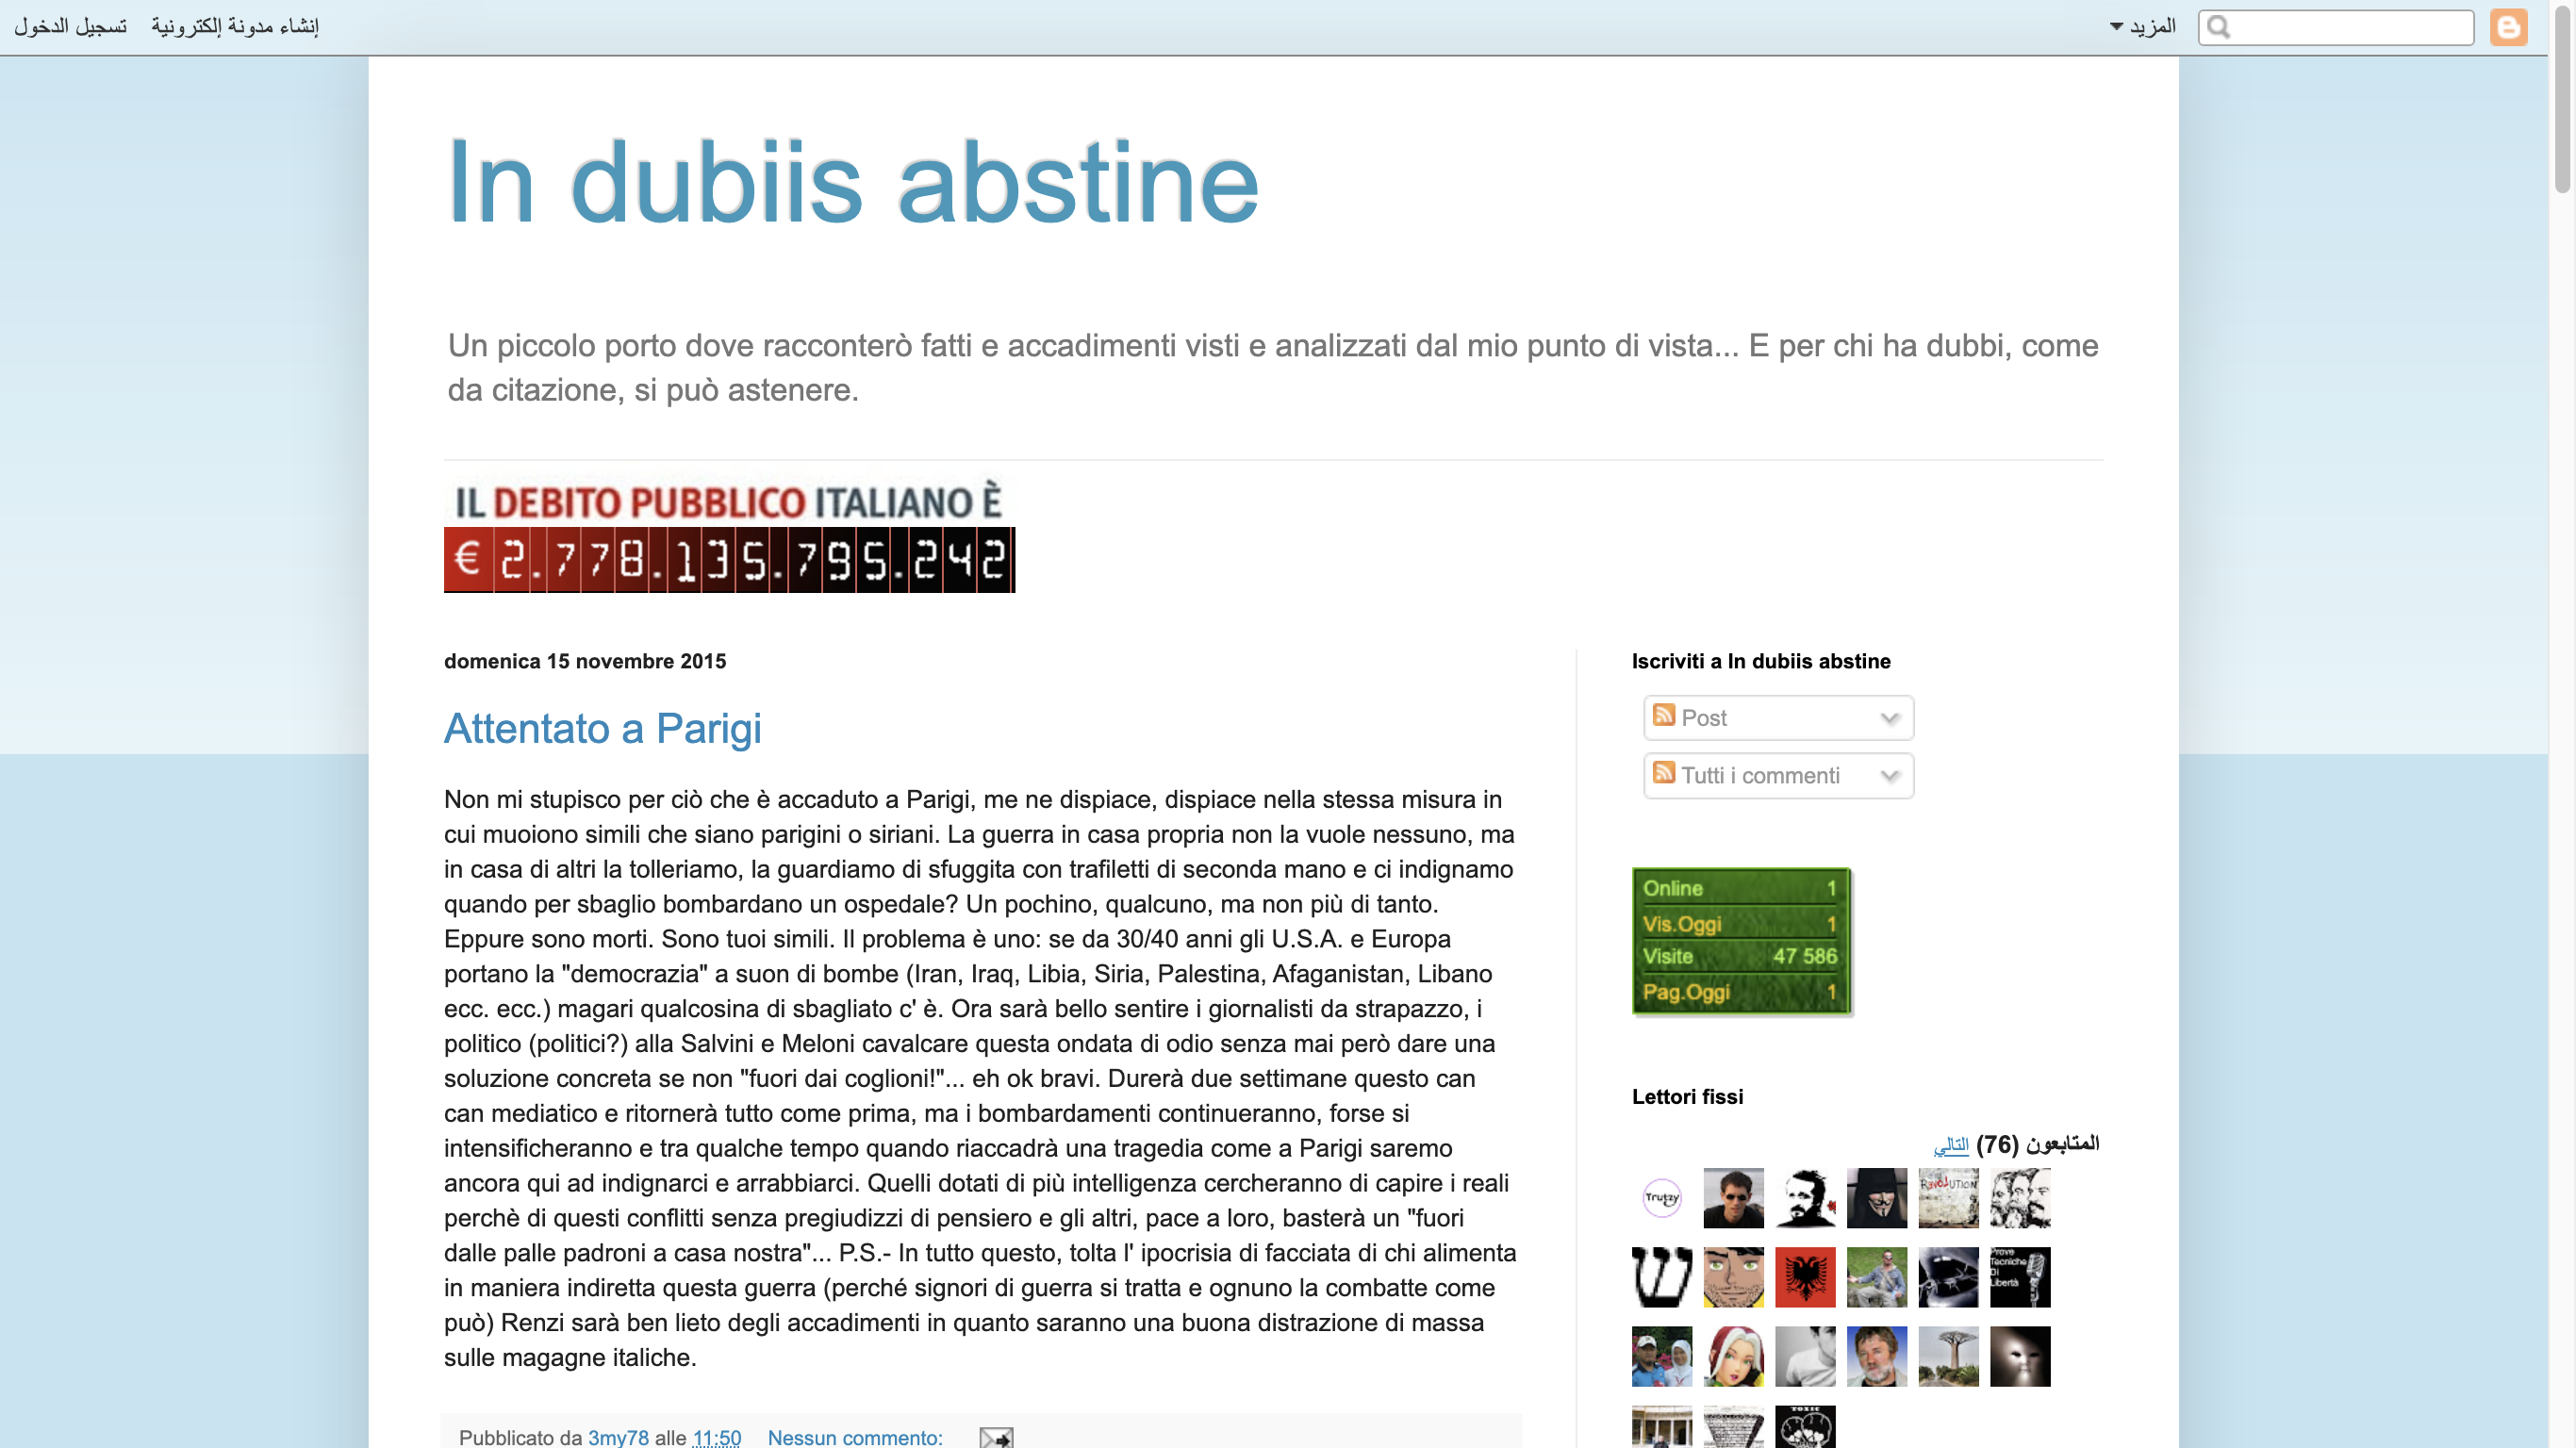 تسجيل الدخول
إنشاء مدونة إلكترونية
المزيد
In dubiis abstine
Un piccolo porto dove racconterò fatti e accadimenti visti e analizzati dal mio punto di vista... E per chi ha dubbi, come
da citazione, si può astenere.
IL DEBITO PUBBLICO ITALIANO È
€ 2.778.135.795.242
domenica 15 novembre 2015
Attentato a Parigi
Non mi stupisco per ciò che è accaduto a Parigi, me ne dispiace, dispiace nella stessa misura in
cui muoiono simili che siano parigini o siriani. La guerra in casa propria non la vuole nessuno, ma
in casa di altri la tolleriamo, la guardiamo di sfuggita con trafiletti di seconda mano e ci indignamo
quando per sbaglio bombardano un ospedale? Un pochino, qualcuno, ma non più di tanto.
Eppure sono morti. Sono tuoi simili. Il problema è uno: se da 30/40 anni gli U.S.A. e Europa
portano la "democrazia" a suon di bombe (Iran, Iraq, Libia, Siria, Palestina, Afaganistan, Libano
ecc. ecc.) magari qualcosina di sbagliato c' è. Ora sarà bello sentire i giornalisti da strapazzo, i
politico (politici?) alla Salvini e Meloni cavalcare questa ondata di odio senza mai però dare una
soluzione concreta se non "fuori dai coglioni!"... eh ok bravi. Durerà due settimane questo can
can mediatico e ritornerà tutto come prima, ma i bombardamenti continueranno, forse si
intensificheranno e tra qualche tempo quando riaccadrà una tragedia come a Parigi saremo
ancora qui ad indignarci e arrabbiarci. Quelli dotati di più intelligenza cercheranno di capire i reali
perchè di questi conflitti senza pregiudizzi di pensiero e gli altri, pace a loro, basterà un "fuori
dalle palle padroni a casa nostra"... P.S.- In tutto questo, tolta l' ipocrisia di facciata di chi alimenta
in maniera indiretta questa guerra (perché signori di guerra si tratta e ognuno la combatte come
può) Renzi sarà ben lieto degli accadimenti in quanto saranno una buona distrazione di massa
sulle magagne italiche.
Pubblicato da 3my78 alle 11:50 Nessun commento:
Iscriviti a In dubiis abstine
Post
Tutti i commenti
Online 1
Vis.Oggi 1
Visite 47 586
Pag.Oggi 1
Lettori fissi
المتابعون (76) التالي
Trutzy
REVOLUTION
ש
Prove
Tecniche
Di
Libertà
TOXIC